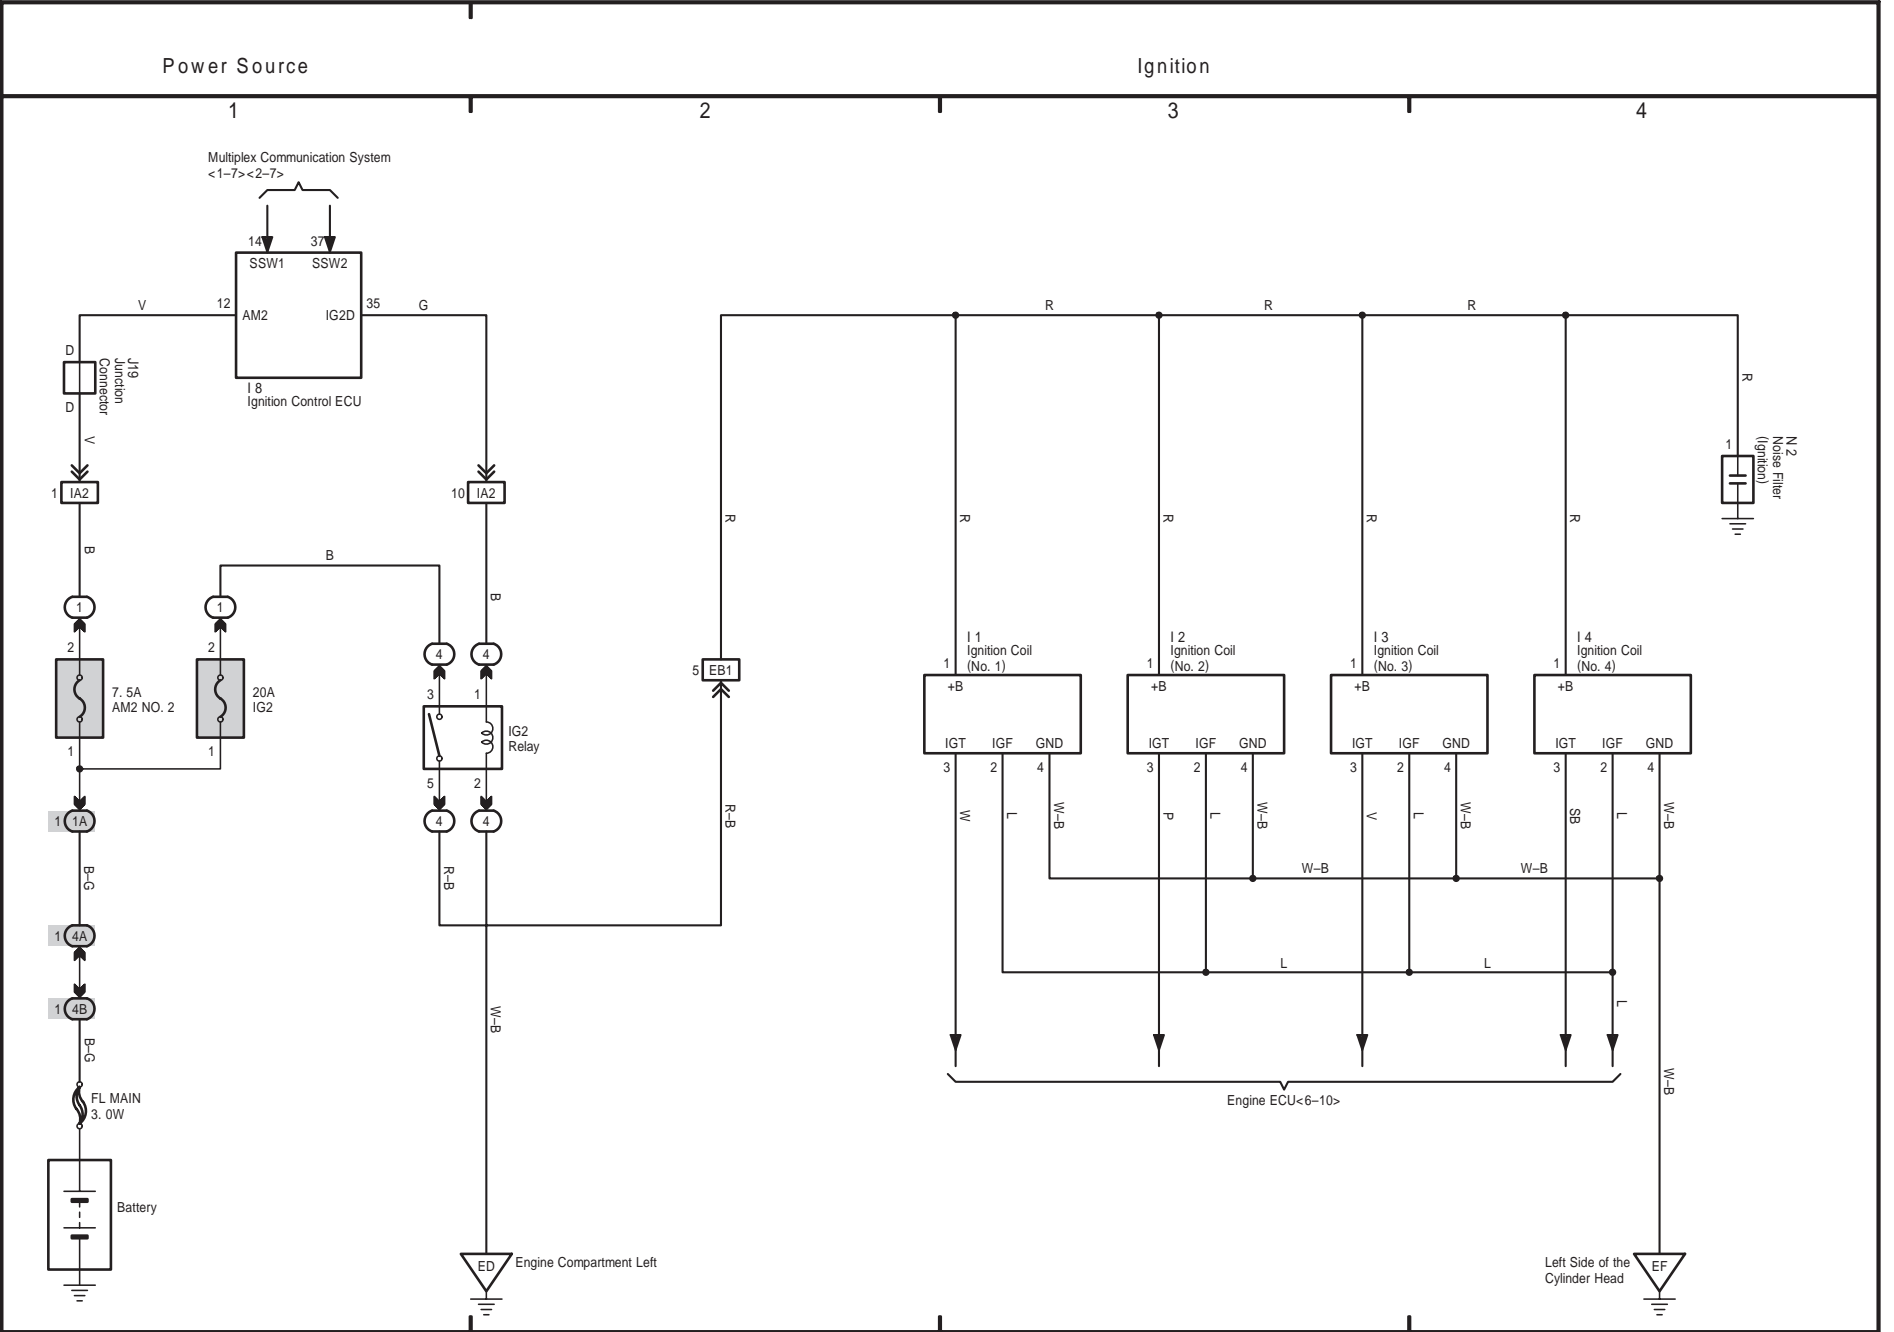 Power Source
Ignition
1
2
3
4
Multiplex Communication System
<1–7><2–7>
14
37
SSW1
SSW2
V
12
AM2
IG2D
35
G
I 8
Ignition Control ECU
D
D
J19
Junction
Connector
V
1
IA2
10
IA2
B
B
B
1
1
2
2
7. 5A
AM2 NO. 2
20A
IG2
1
1
4
4
3
1
IG2
Relay
5
2
4
4
1
1A
B–G
1
4A
1
4B
B–G
FL MAIN
3. 0W
Battery
R–B
W–B
ED
Engine Compartment Left
R
5
EB1
R–B
R
R
R
R
R
R
R
R
1
N 2
Noise Filter
(Ignition)
I 1
Ignition Coil
(No. 1)
1
+B
IGT
IGF
GND
3
2
4
W
L
W–B
I 2
Ignition Coil
(No. 2)
1
+B
IGT
IGF
GND
3
2
4
P
L
W–B
I 3
Ignition Coil
(No. 3)
1
+B
IGT
IGF
GND
3
2
4
V
L
W–B
I 4
Ignition Coil
(No. 4)
1
+B
IGT
IGF
GND
3
2
4
SB
L
W–B
W–B
W–B
L
L
L
Engine ECU<6–10>
W–B
Left Side of the
Cylinder Head
EF